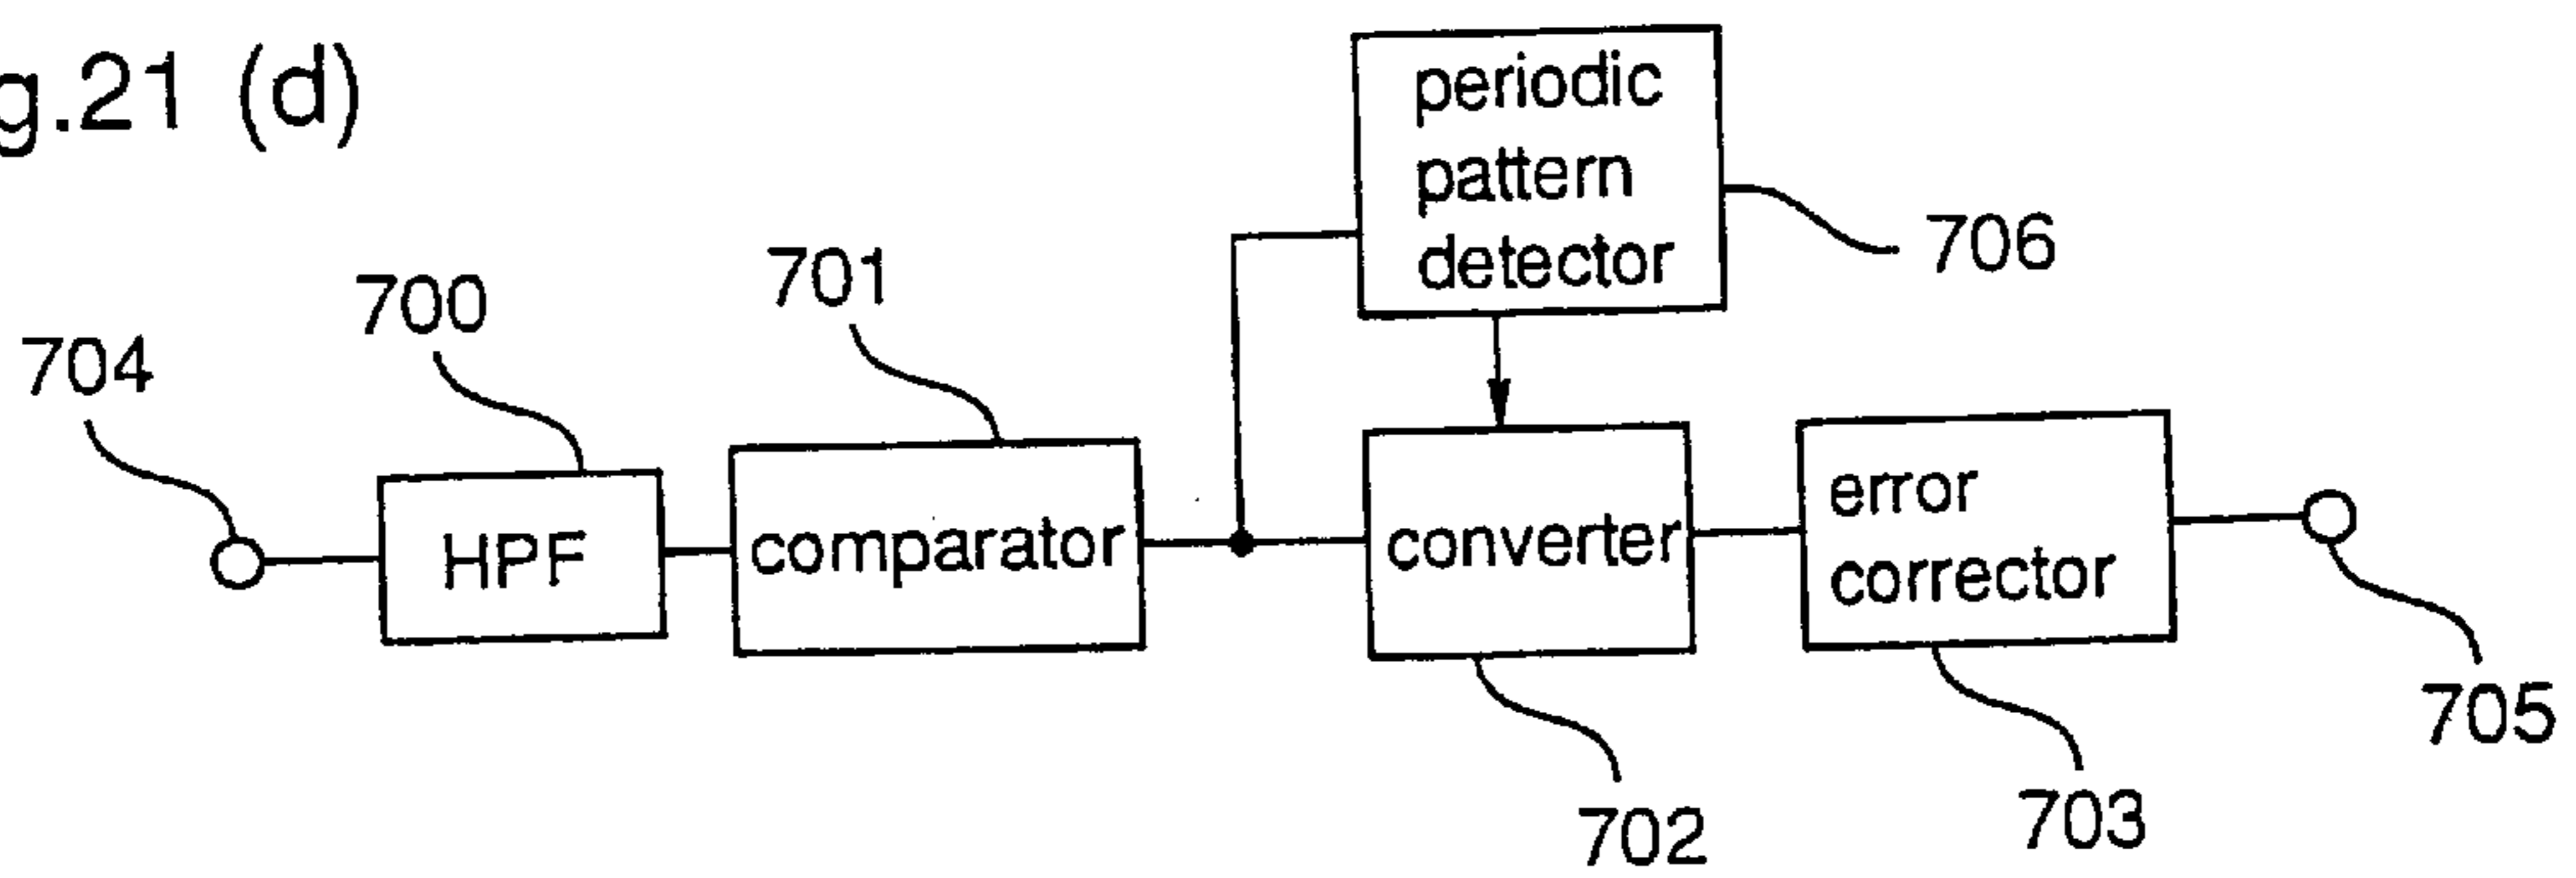 g.21 (d)
periodic
pattern
detector
706
701
700
704
HPF
comparator
converter
error
corrector
705
702
703